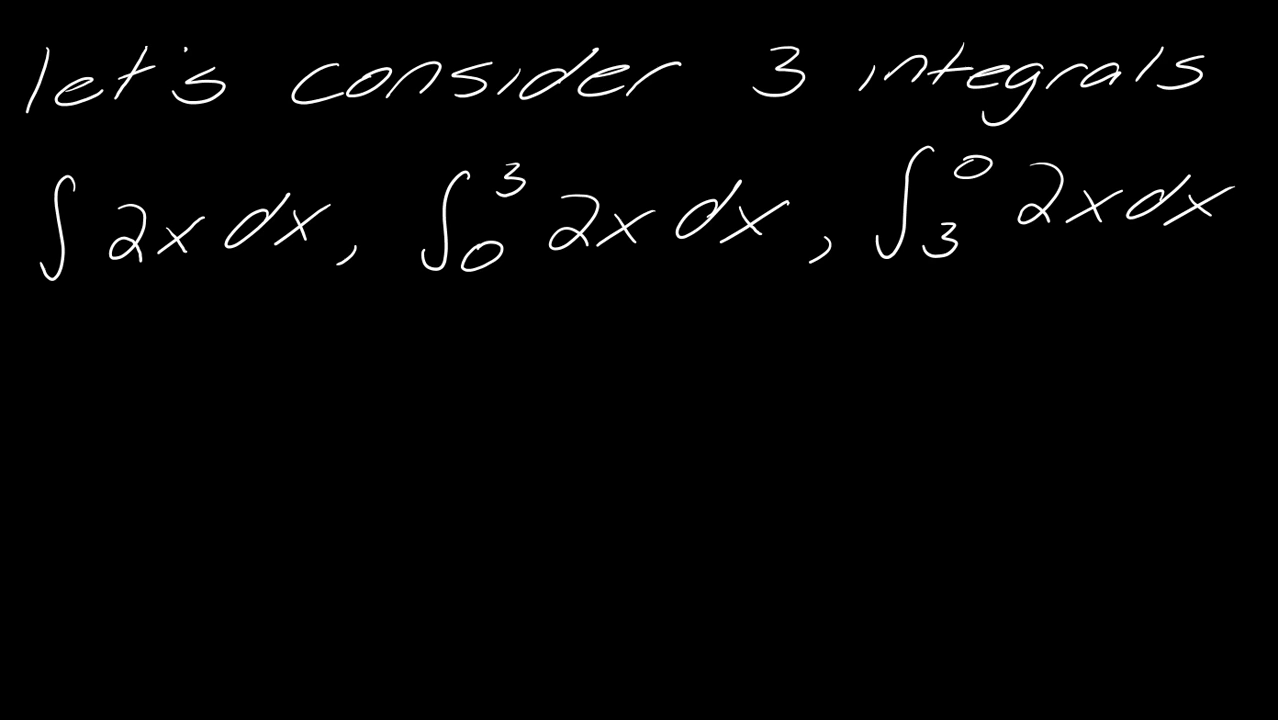 let's consider 3 integrals
∫ 2x dx, ∫₀³ 2x dx, ∫₃⁰ 2x dx